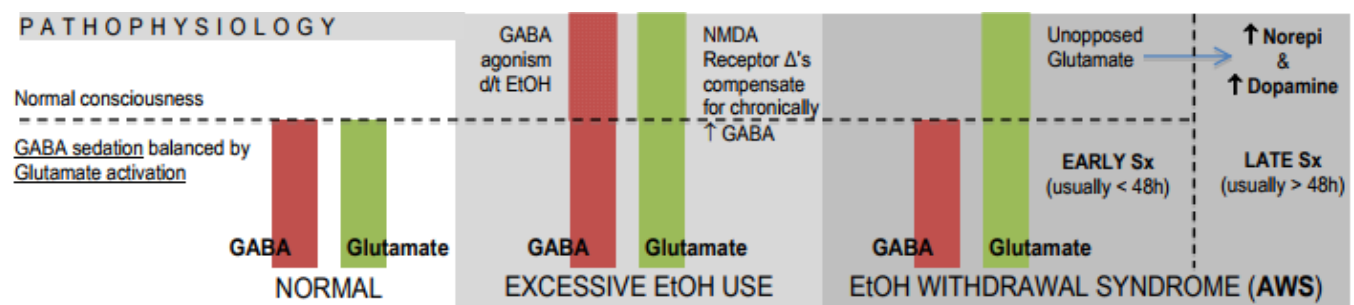 PATHOPHYSIOLOGY
Normal consciousness
GABA sedation balanced by
Glutamate activation
GABA
Glutamate
NORMAL
GABA
agonism
d/t EtOH
NMDA
Receptor Δ's
compensate
for chronically
↑ GABA
GABA
Glutamate
EXCESSIVE EtOH USE
Unopposed
Glutamate
↑ Norepi
&
↑ Dopamine
EARLY Sx
(usually < 48h)
LATE Sx
(usually > 48h)
GABA
Glutamate
EtOH WITHDRAWAL SYNDROME (AWS)